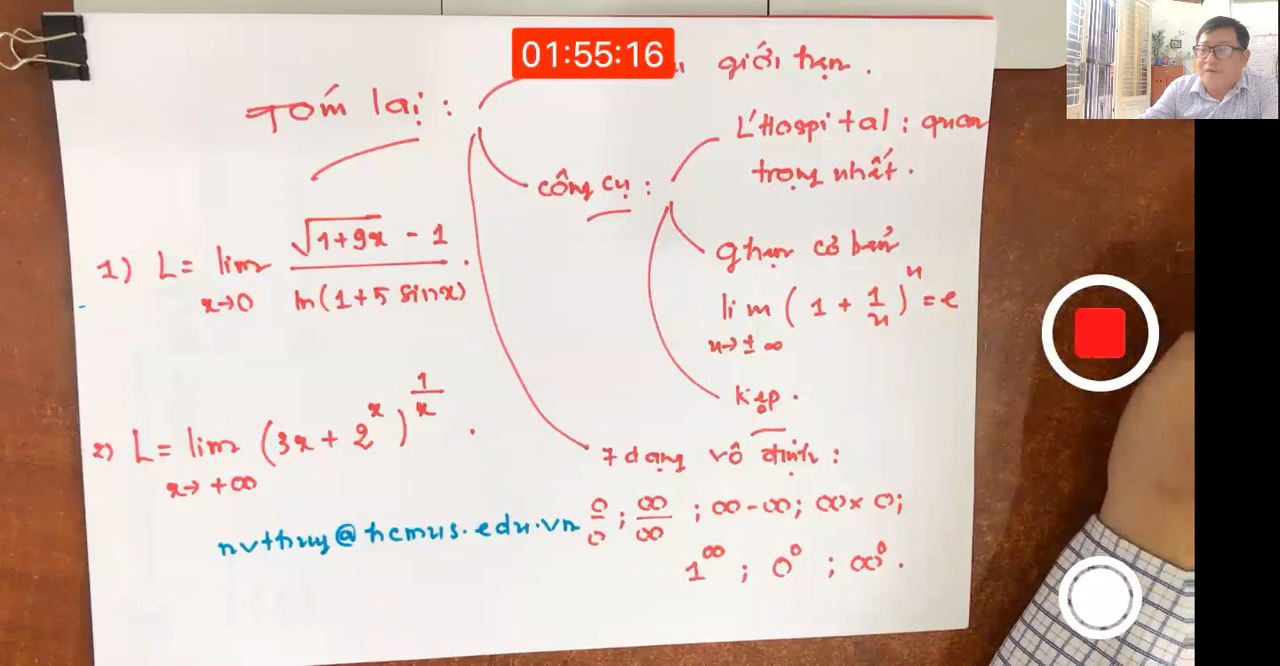 01:55:16
giới hạn.
Tóm lại:
L'Hospital: quan
trọng nhất.
công cụ:
1) L = lim √(1+9x) - 1 / ln(1+5 sinx).
x→0
ghạn cơ bản
lim (1 + 1/n)^n = e
n→±∞
kẹp.
2) L = lim (3x + 2^x)^(1/x).
x→+∞
7 dạng vô định:
0/0; ∞/∞; ∞-∞; ∞×0;
nvthuy@hcmus.edu.vn
1^∞; 0^0; ∞^0.